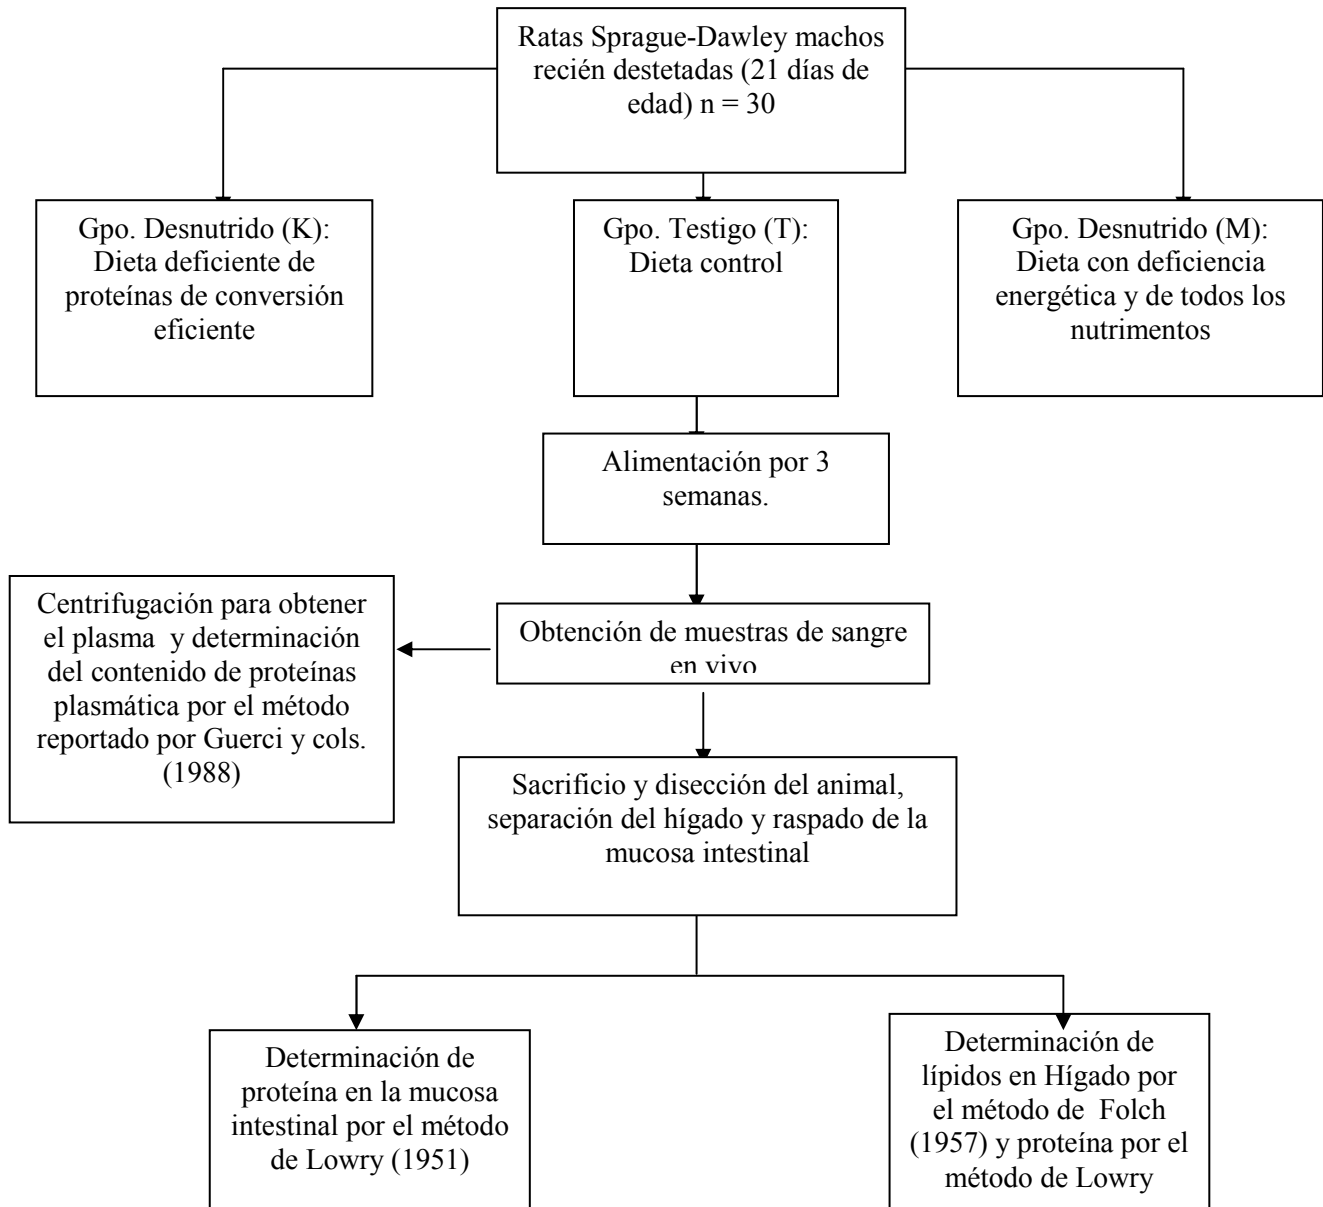 Ratas Sprague-Dawley machos
recién destetadas (21 días de
edad) n = 30
Gpo. Desnutrido (K):
Dieta deficiente de
proteínas de conversión
eficiente
Gpo. Testigo (T):
Dieta control
Gpo. Desnutrido (M):
Dieta con deficiencia
energética y de todos los
nutrimentos
Alimentación por 3
semanas.
Centrifugación para obtener
el plasma y determinación
del contenido de proteínas
plasmática por el método
reportado por Guerci y cols.
(1988)
Obtención de muestras de sangre
en vivo
Sacrificio y disección del animal,
separación del hígado y raspado de la
mucosa intestinal
Determinación de
proteína en la mucosa
intestinal por el método
de Lowry (1951)
Determinación de
lípidos en Hígado por
el método de Folch
(1957) y proteína por el
método de Lowry